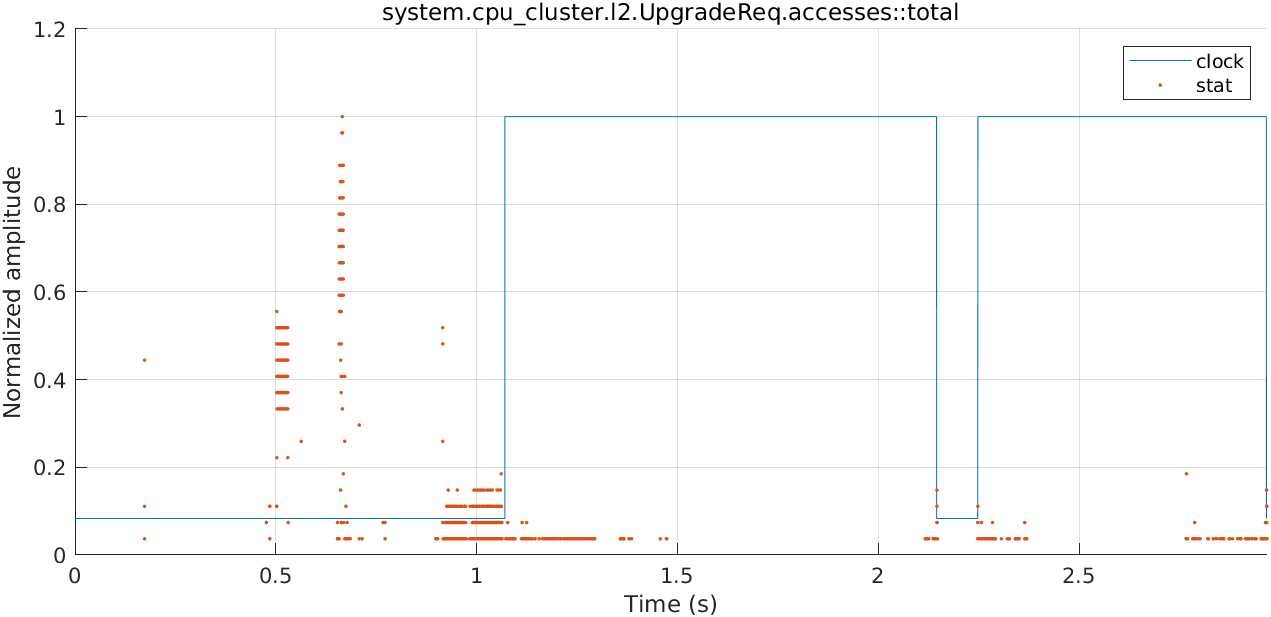 system.cpu_cluster.l2.UpgradeReq.accesses::total
1.2
clock
stat
1
0.8
0.6
0.4
0.2
0
Normalized amplitude
0 0.5 1 1.5 2 2.5
Time (s)